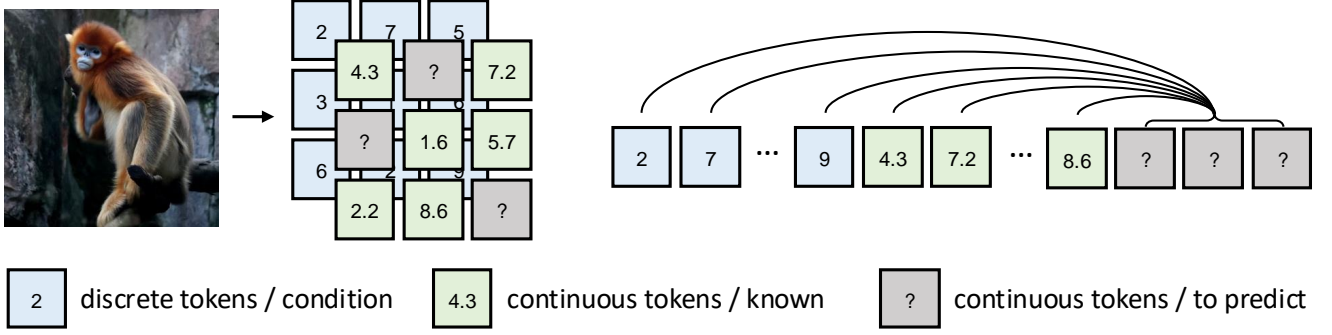 2 7 5
4.3 ? 7.2
3 6
? 1.6 5.7
6 2 9
2.2 8.6 ?
2 7 ... 9 4.3 7.2 ... 8.6 ? ? ?
2 discrete tokens / condition 4.3 continuous tokens / known ? continuous tokens / to predict